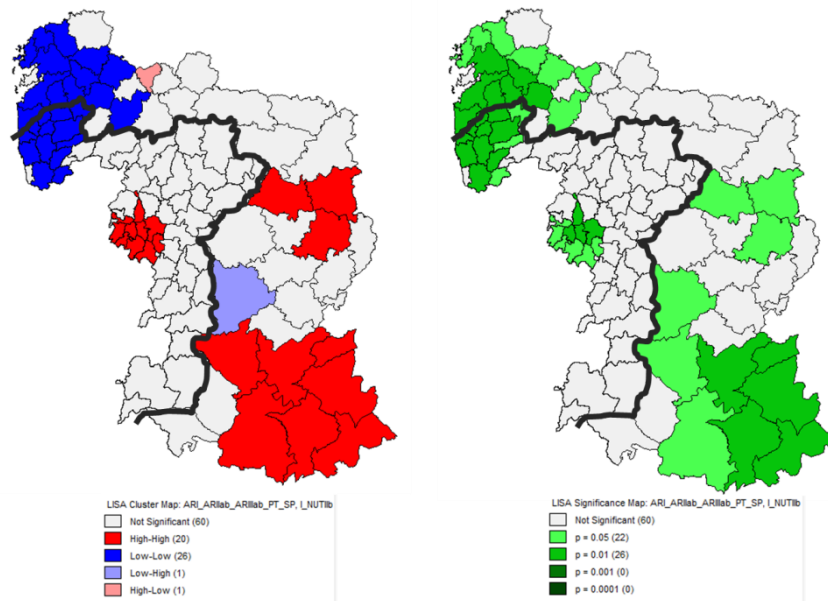 LISA Cluster Map: ARI_ARIIab_ARIIIab_PT_SP, I_NUTIIb
Not Significant (60)
High-High (20)
Low-Low (26)
Low-High (1)
High-Low (1)
LISA Significance Map: ARI_ARIIab_ARIIIab_PT_SP, I_NUTIIb
Not Significant (60)
p = 0.05 (22)
p = 0.01 (26)
p = 0.001 (0)
p = 0.0001 (0)